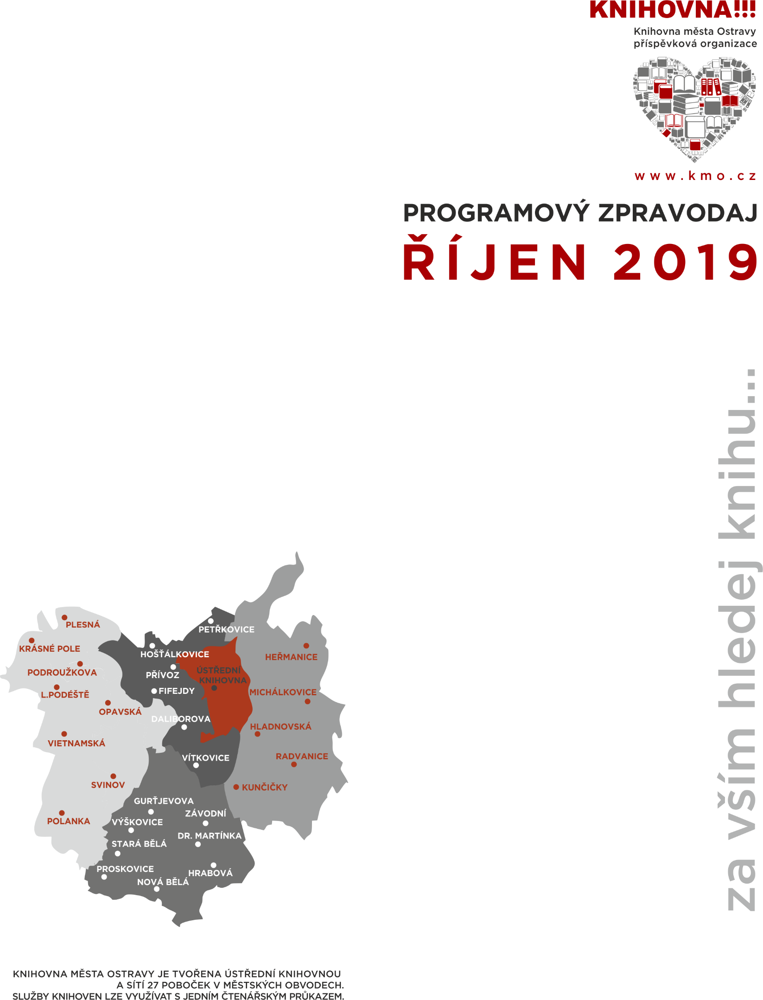 KNIHOVNA!!!
Knihovna města Ostravy
příspěvková organizace
www.kmo.cz
PROGRAMOVÝ ZPRAVODAJ
ŘÍJEN 2019
za vším hledej knihu...
PLESNÁ
KRÁSNÉ POLE
PODROUŽKOVA
L.PODÉŠTĚ
OPAVSKÁ
VIETNAMSKÁ
SVINOV
POLANKA
PETŘKOVICE
HOŠŤÁLKOVICE
PŘÍVOZ
FIFEJDY
DALIBOROVA
VÍTKOVICE
ÚSTŘEDNÍ
KNIHOVNA
HEŘMANICE
MICHÁLKOVICE
HLADNOVSKÁ
RADVANICE
KUNČIČKY
GURŤJEVOVA
ZÁVODNÍ
VÝŠKOVICE
DR. MARTÍNKA
STARÁ BĚLÁ
PROSKOVICE
HRABOVÁ
NOVÁ BĚLÁ
KNIHOVNA MĚSTA OSTRAVY JE TVOŘENA ÚSTŘEDNÍ KNIHOVNOU
A SÍTÍ 27 POBOČEK V MĚSTSKÝCH OBVODECH.
SLUŽBY KNIHOVEN LZE VYUŽÍVAT S JEDNÍM ČTENÁŘSKÝM PRŮKAZEM.